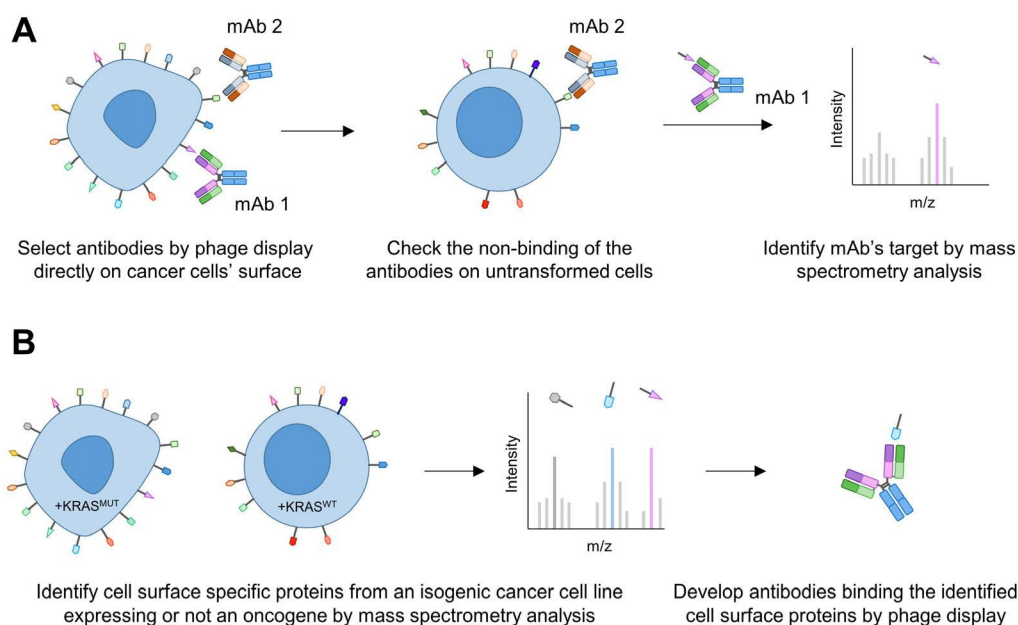 A
mAb 2
mAb 1
Select antibodies by phage display
directly on cancer cells' surface
mAb 2
Check the non-binding of the
antibodies on untransformed cells
mAb 1
Intensity
m/z
Identify mAb's target by mass
spectrometry analysis
B
+KRASMUT
+KRASWT
Intensity
m/z
Identify cell surface specific proteins from an isogenic cancer cell line
expressing or not an oncogene by mass spectrometry analysis
Develop antibodies binding the identified
cell surface proteins by phage display